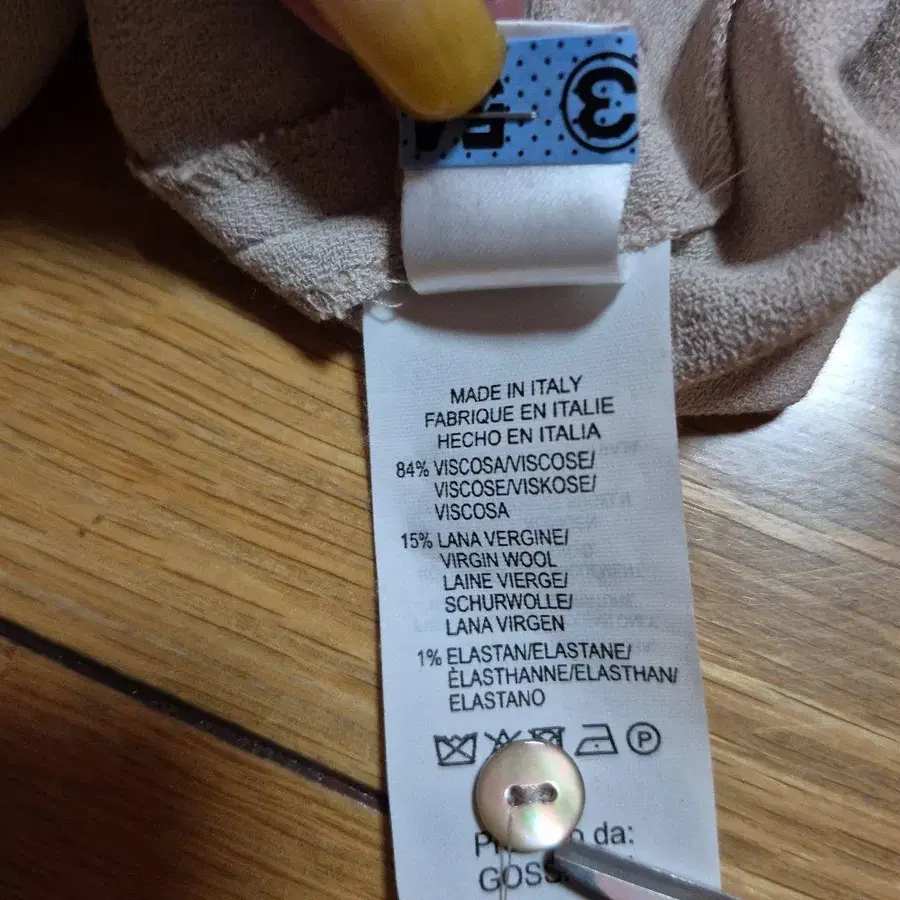 MADE IN ITALY
FABRIQUE EN ITALIE
HECHO EN ITALIA
84% VISCOSA/VISCOSE/
VISCOSE/VISKOSE/
VISCOSA
15% LANA VERGINE/
VIRGIN WOOL
LAINE VIERGE/
SCHURWOLLE/
LANA VIRGEN
1% ELASTAN/ELASTANE/
ÈLASTHANNE/ELASTHAN/
ELASTANO
P
da: